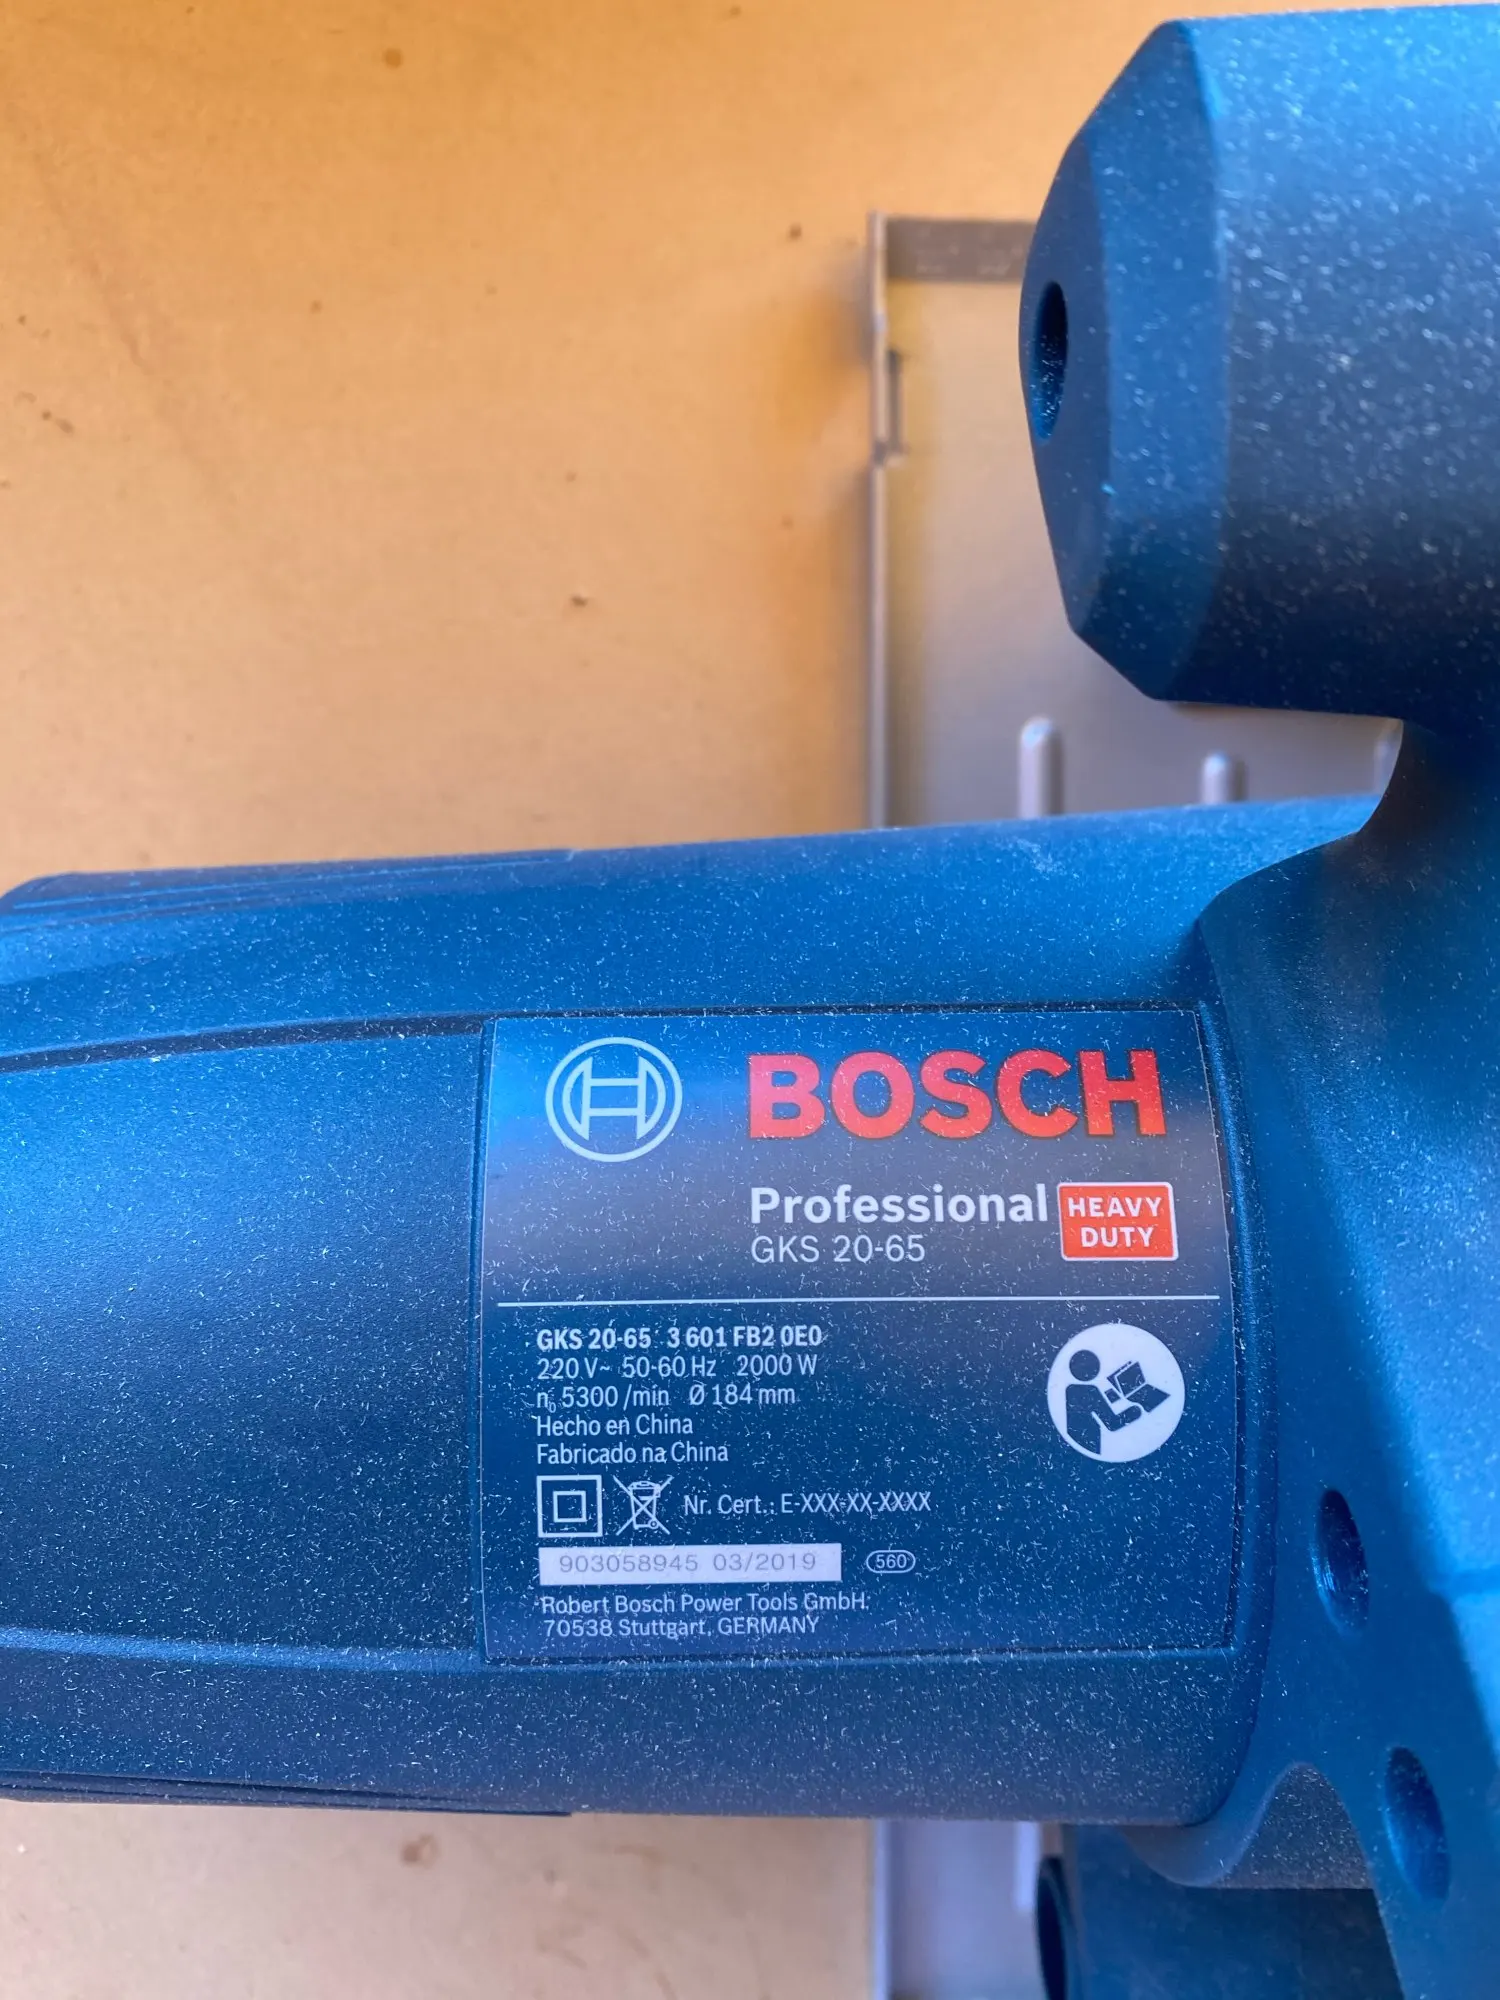 BOSCH
Professional HEAVY DUTY
GKS 20-65
GKS 20-65 3 601 FB2 0E0
220 V~ 50-60 Hz 2000 W
n₀ 5300 /min Ø 184 mm
Hecho en China
Fabricado na China
Nr. Cert.: E-XXX-XX-XXXX
903058945 03/2019 560
Robert Bosch Power Tools GmbH
70538 Stuttgart, GERMANY